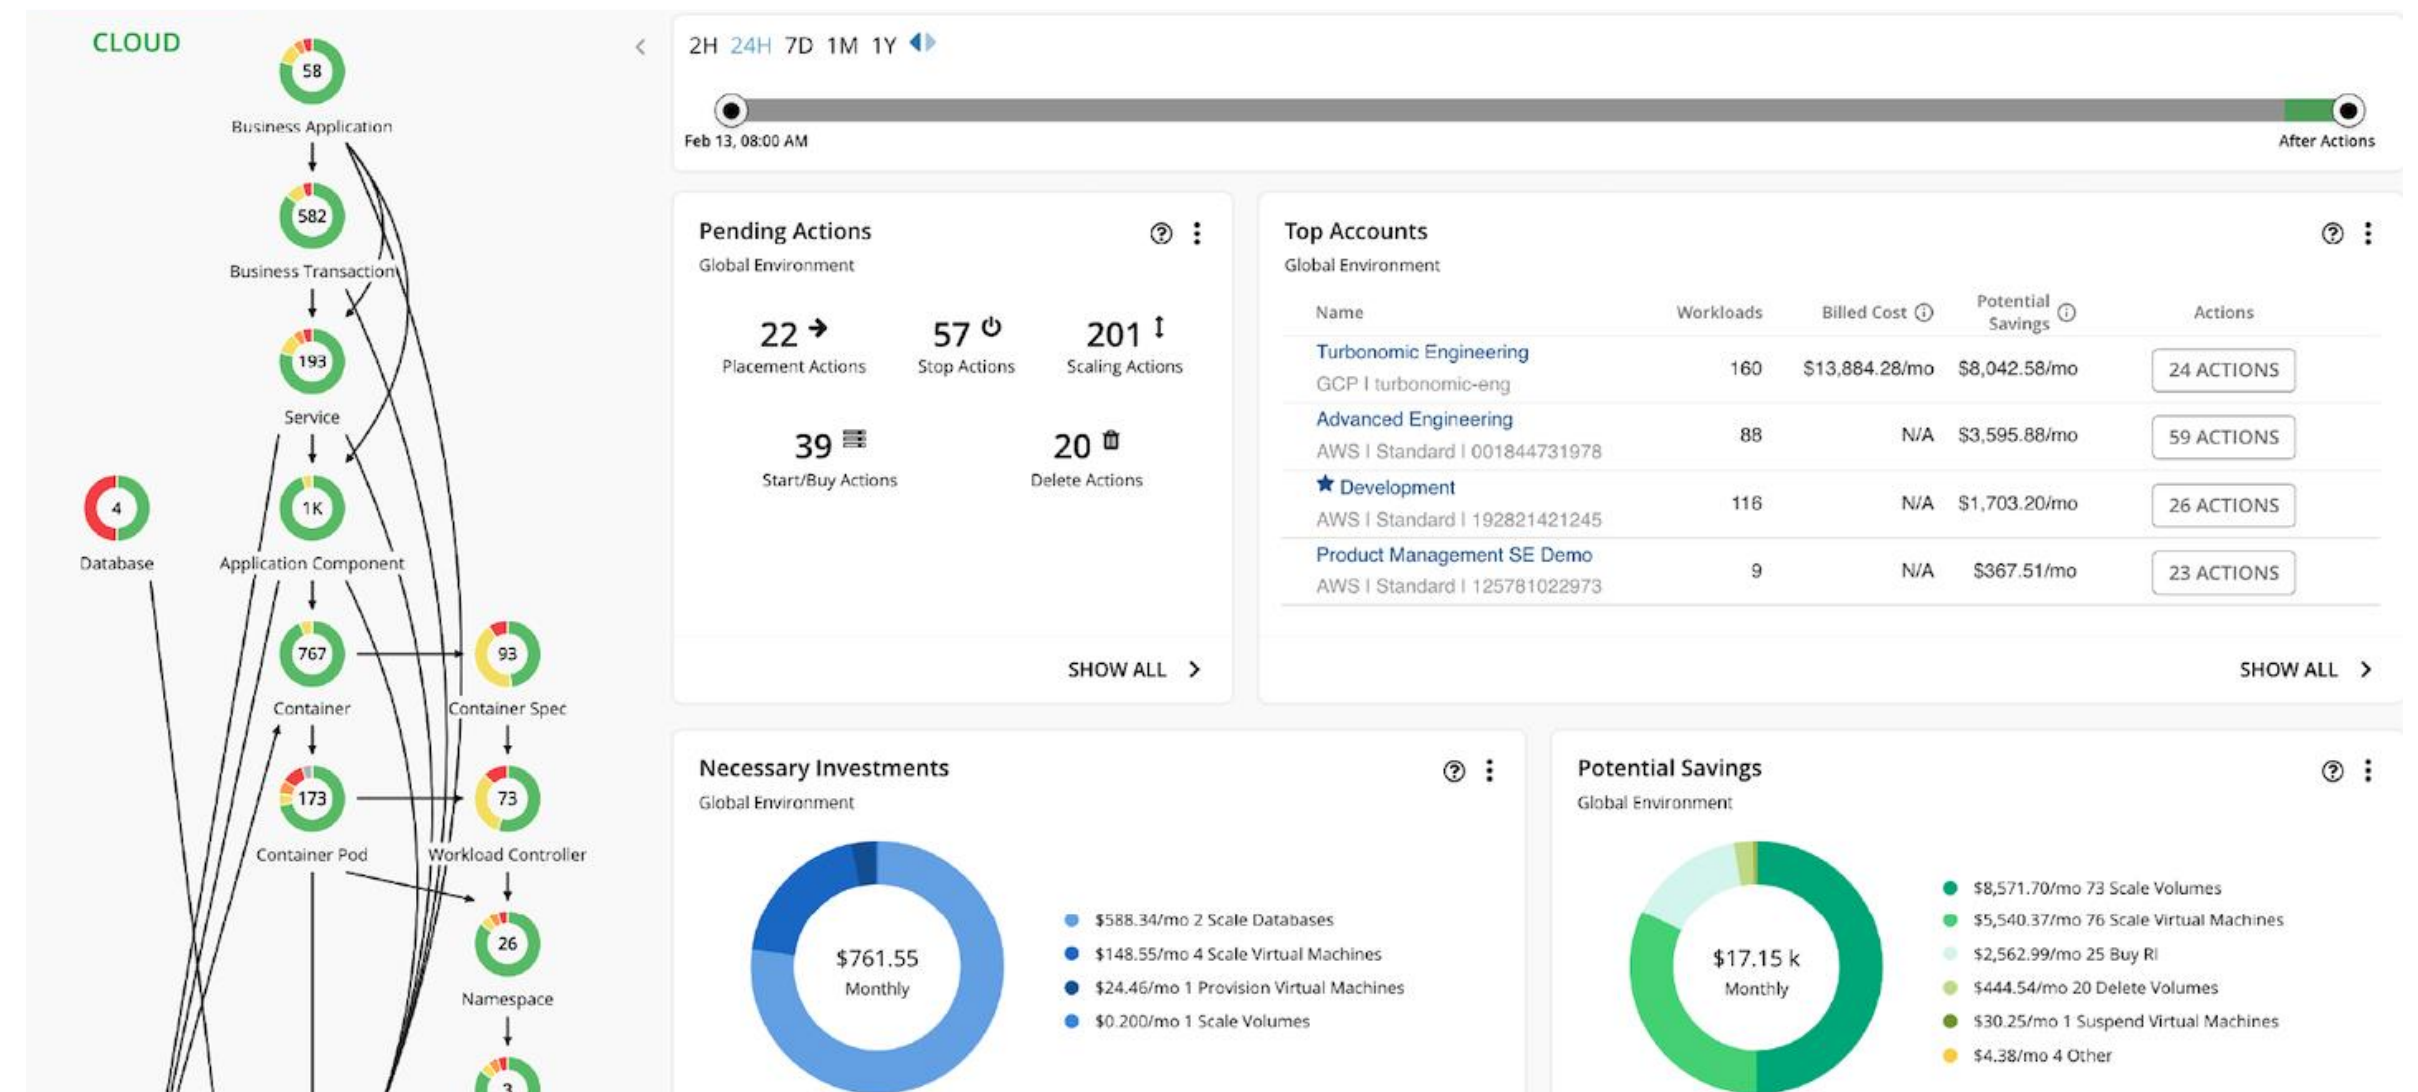 CLOUD
58
Business Application
582
Business Transaction
193
Service
4
Database
1K
Application Component
767
Container
93
Container Spec
173
Container Pod
73
Workload Controller
26
Namespace
3
2H 24H 7D 1M 1Y
Feb 13, 08:00 AM
After Actions
Pending Actions
Global Environment
22
Placement Actions
57
Stop Actions
201
Scaling Actions
39
Start/Buy Actions
20
Delete Actions
SHOW ALL
Top Accounts
Global Environment
Name Workloads Billed Cost Potential Savings Actions
Turbonomic Engineering
GCP | turbonomic-eng
160 $13,884.28/mo $8,042.58/mo 24 ACTIONS
Advanced Engineering
AWS | Standard | 001844731978
88 N/A $3,595.88/mo 59 ACTIONS
Development
AWS | Standard | 192821421245
116 N/A $1,703.20/mo 26 ACTIONS
Product Management SE Demo
AWS | Standard | 125781022973
9 N/A $367.51/mo 23 ACTIONS
SHOW ALL
Necessary Investments
Global Environment
$761.55
Monthly
$588.34/mo 2 Scale Databases
$148.55/mo 4 Scale Virtual Machines
$24.46/mo 1 Provision Virtual Machines
$0.200/mo 1 Scale Volumes
Potential Savings
Global Environment
$17.15 k
Monthly
$8,571.70/mo 73 Scale Volumes
$5,540.37/mo 76 Scale Virtual Machines
$2,562.99/mo 25 Buy RI
$444.54/mo 20 Delete Volumes
$30.25/mo 1 Suspend Virtual Machines
$4.38/mo 4 Other